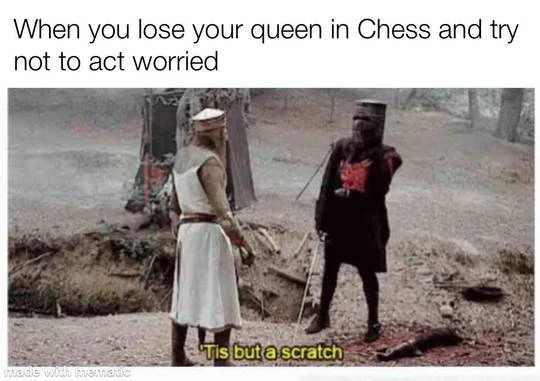 When you lose your queen in Chess and try
not to act worried
'Tis but a scratch
made with mematic